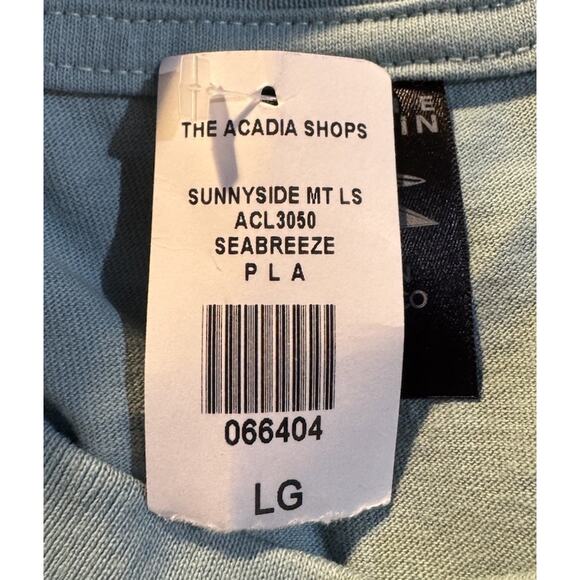 THE ACADIA SHOPS
SUNNYSIDE MT LS
ACL3050
SEABREEZE
P L A
066404
LG